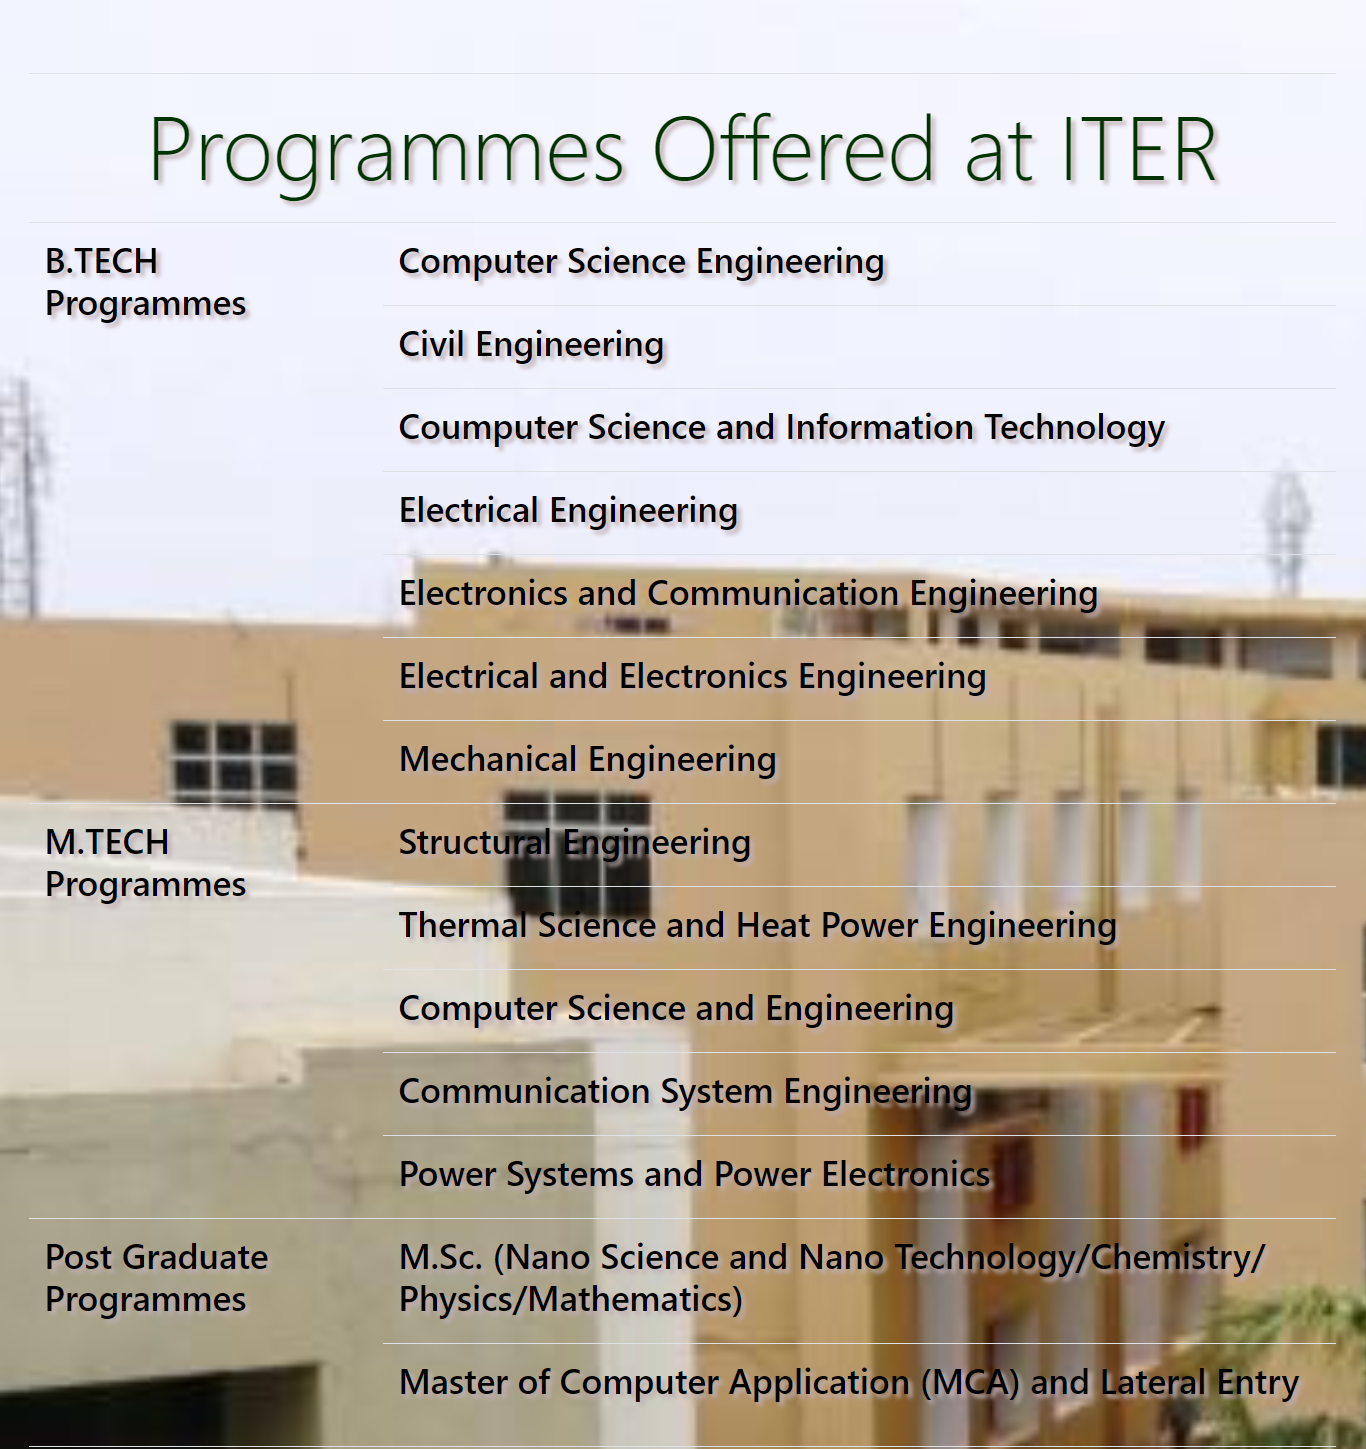 Programmes Offered at ITER
B.TECH
Programmes
Computer Science Engineering
Civil Engineering
Coumputer Science and Information Technology
Electrical Engineering
Electronics and Communication Engineering
Electrical and Electronics Engineering
Mechanical Engineering
M.TECH
Programmes
Structural Engineering
Thermal Science and Heat Power Engineering
Computer Science and Engineering
Communication System Engineering
Power Systems and Power Electronics
Post Graduate
Programmes
M.Sc. (Nano Science and Nano Technology/Chemistry/
Physics/Mathematics)
Master of Computer Application (MCA) and Lateral Entry